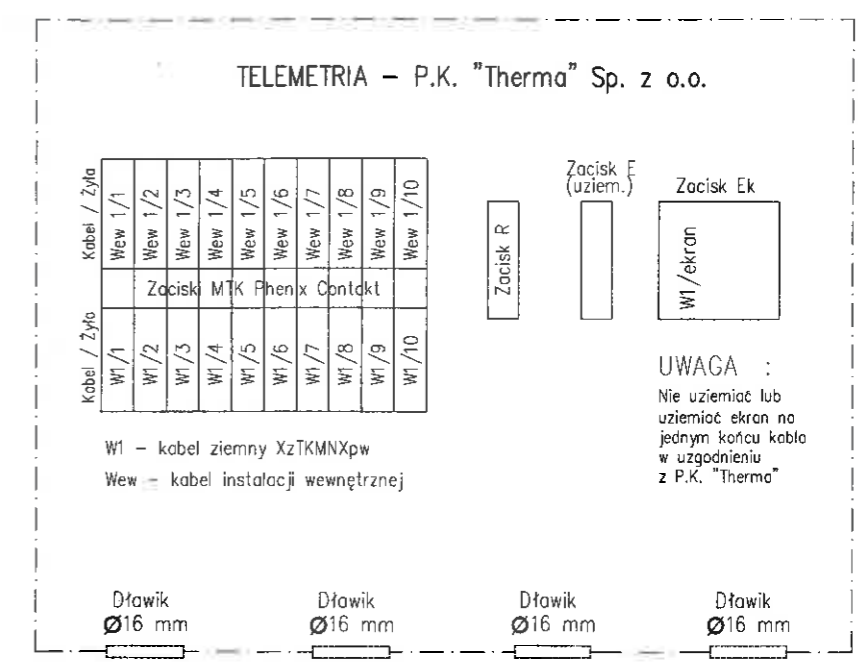 TELEMETRIA – P.K. "Therma" Sp. z o.o.
Kabel / Żyła
Wew 1/1
Wew 1/2
Wew 1/3
Wew 1/4
Wew 1/5
Wew 1/6
Wew 1/7
Wew 1/8
Wew 1/9
Wew 1/10
Zaciski MTK Phenix Contakt
Kabel / Żyła
W1/1
W1/2
W1/3
W1/4
W1/5
W1/6
W1/7
W1/8
W1/9
W1/10
Zacisk R
Zacisk E
(uziem.)
Zacisk Ek
W1/ekran
W1 – kabel ziemny XzTKMNXpw
Wew – kabel instalacji wewnętrznej
UWAGA :
Nie uziemiać lub
uziemiać ekran na
jednym końcu kabla
w uzgodnieniu
z P.K. "Therma"
Dławik
Ø16 mm
Dławik
Ø16 mm
Dławik
Ø16 mm
Dławik
Ø16 mm